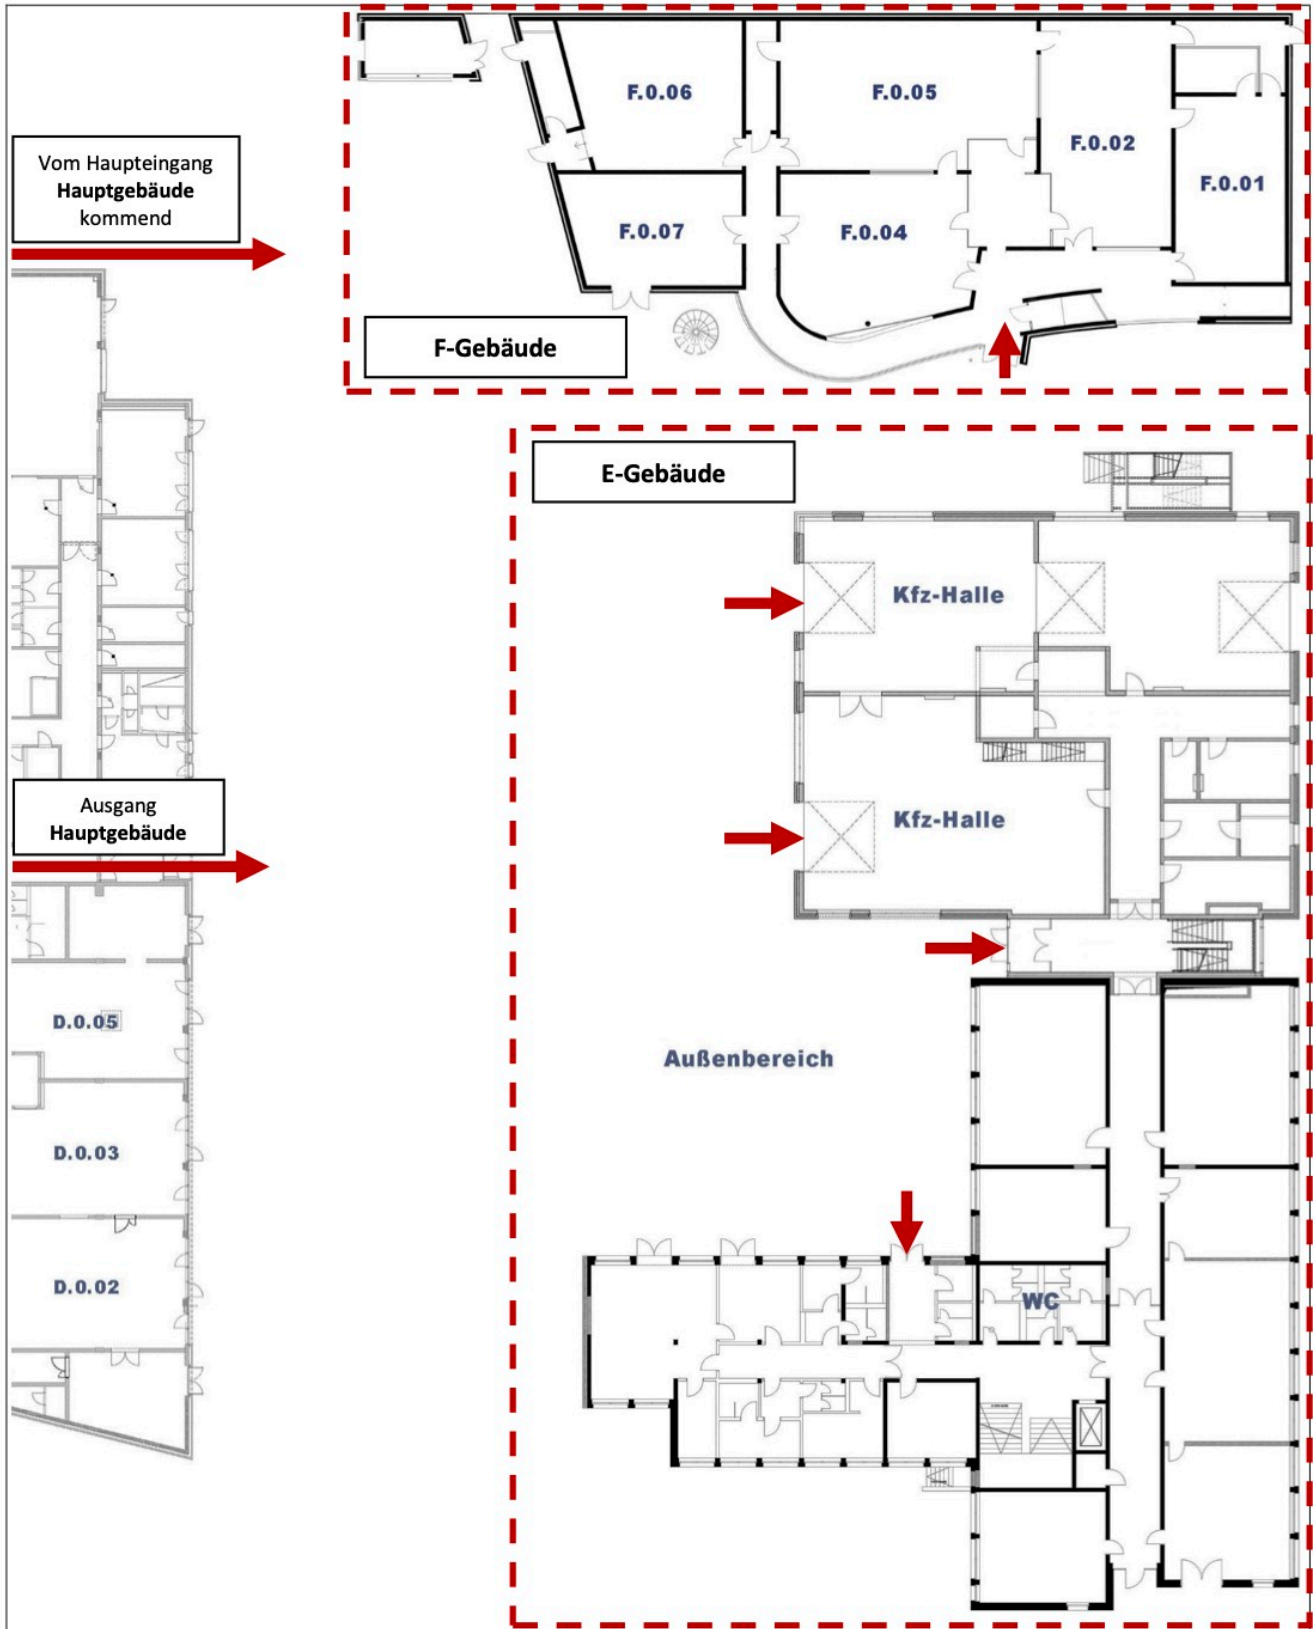 F.0.06
F.0.05
F.0.02
F.0.01
F.0.07
F.0.04
Vom Haupteingang
Hauptgebäude
kommend
F-Gebäude
E-Gebäude
Kfz-Halle
Kfz-Halle
Ausgang
Hauptgebäude
D.0.05
Außenbereich
D.0.03
D.0.02
WC